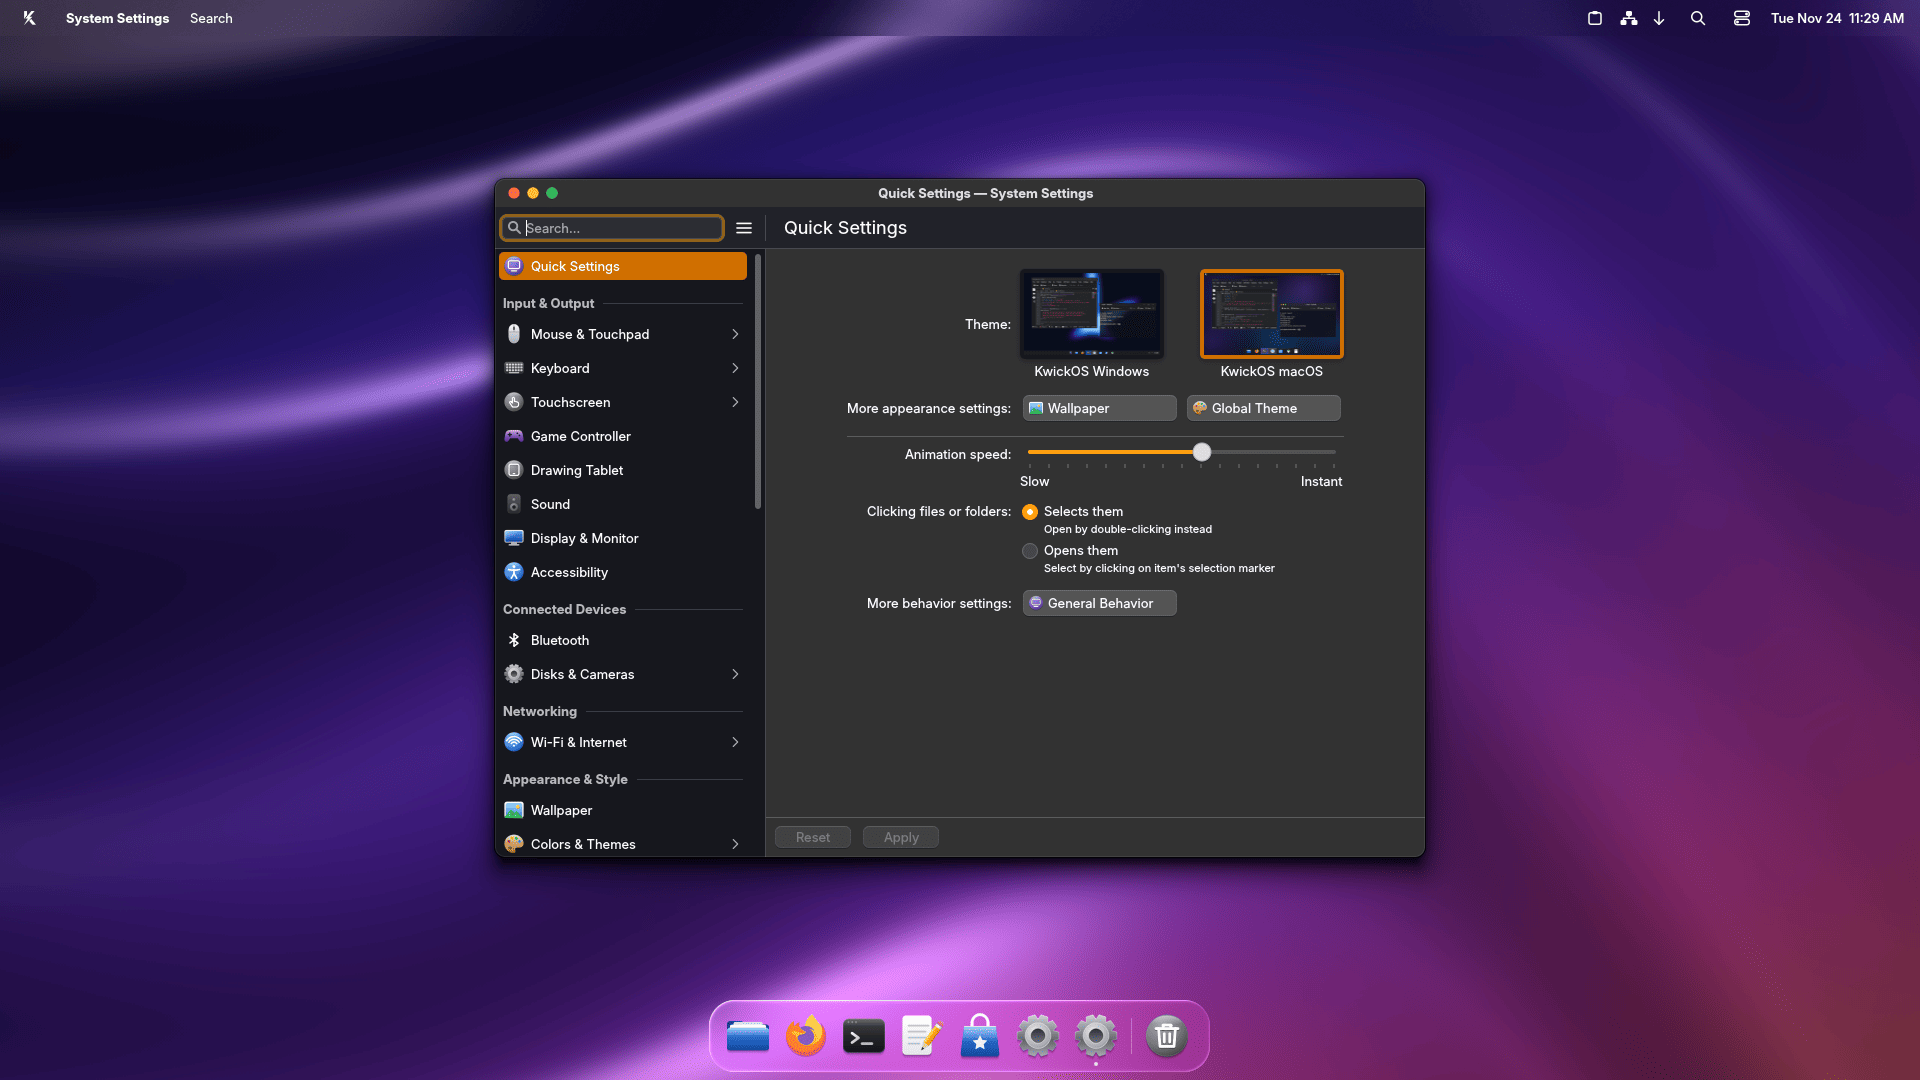 System Settings Search Tue Nov 24 11:29 AM
Quick Settings — System Settings
Search...
Quick Settings
Quick Settings
Input & Output
Mouse & Touchpad
Keyboard
Touchscreen
Game Controller
Drawing Tablet
Sound
Display & Monitor
Accessibility
Connected Devices
Bluetooth
Disks & Cameras
Networking
Wi-Fi & Internet
Appearance & Style
Wallpaper
Colors & Themes
Theme:
KwickOS Windows KwickOS macOS
More appearance settings: Wallpaper Global Theme
Animation speed:
Slow Instant
Clicking files or folders: Selects them
Open by double-clicking instead
Opens them
Select by clicking on item's selection marker
More behavior settings: General Behavior
Reset Apply